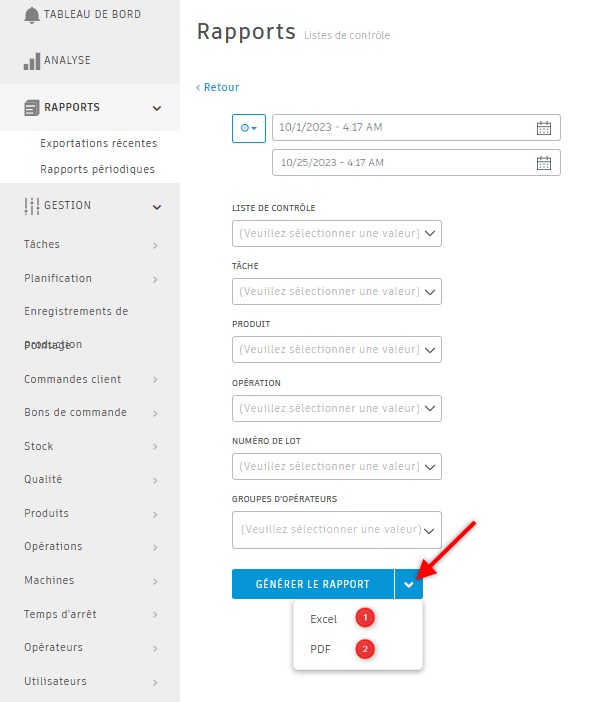 TABLEAU DE BORD
ANALYSE
RAPPORTS
Exportations récentes
Rapports périodiques
GESTION
Tâches
Planification
Enregistrements de
production
Pointage
Commandes client
Bons de commande
Stock
Qualité
Produits
Opérations
Machines
Temps d'arrêt
Opérateurs
Utilisateurs
Rapports Listes de contrôle
‹ Retour
10/1/2023 - 4:17 AM
10/25/2023 - 4:17 AM
LISTE DE CONTRÔLE
(Veuillez sélectionner une valeur)
TÂCHE
(Veuillez sélectionner une valeur)
PRODUIT
(Veuillez sélectionner une valeur)
OPÉRATION
(Veuillez sélectionner une valeur)
NUMÉRO DE LOT
(Veuillez sélectionner une valeur)
GROUPES D'OPÉRATEURS
(Veuillez sélectionner une valeur)
GÉNÉRER LE RAPPORT
Excel 1
PDF 2